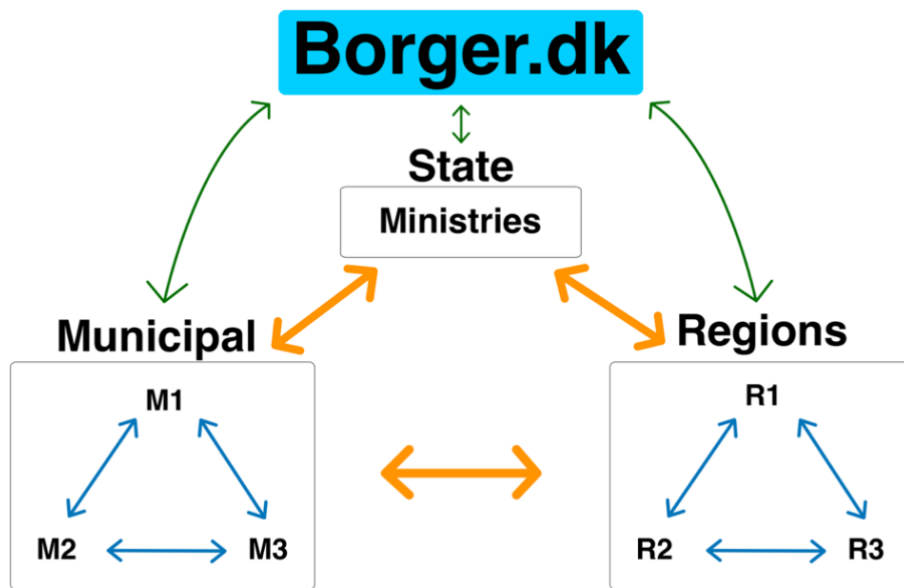 Borger.dk
State
Ministries
Municipal
Regions
M1
M2
M3
R1
R2
R3